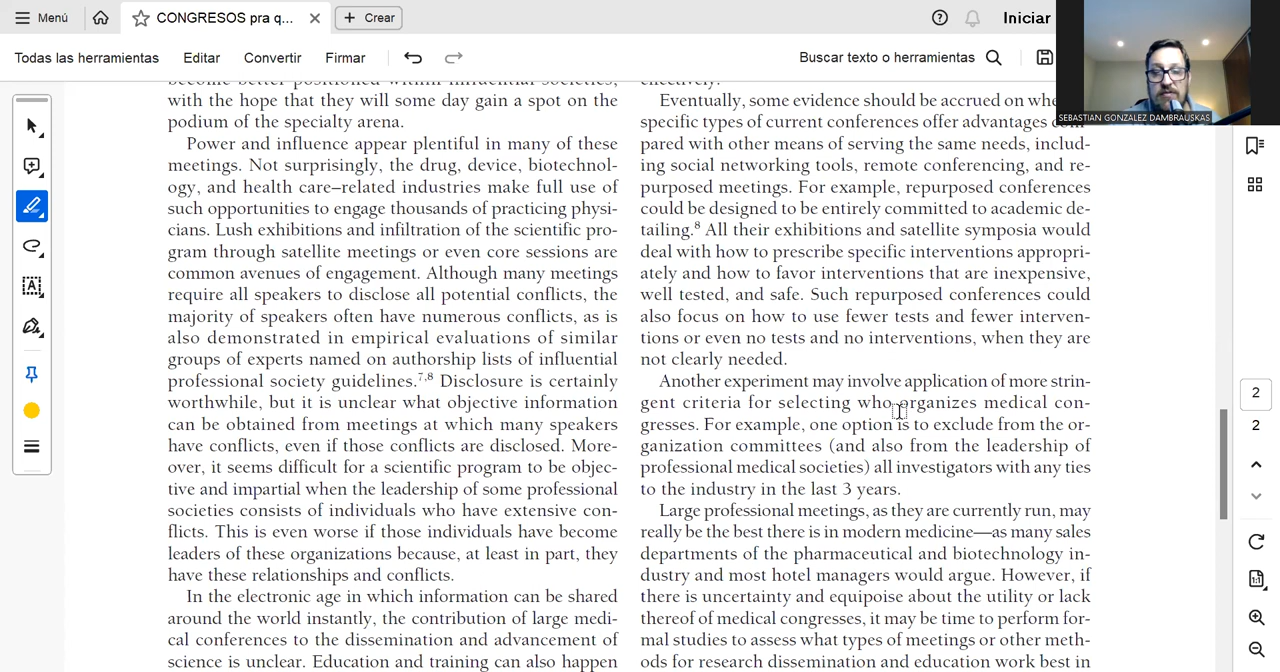 Menú
CONGRESOS pra q...
Crear
Iniciar
Todas las herramientas
Editar
Convertir
Firmar
Buscar texto o herramientas
SEBASTIAN GONZALEZ DAMBRAUSKAS
become better positioned within influential societies,
with the hope that they will some day gain a spot on the
podium of the specialty arena.
Power and influence appear plentiful in many of these
meetings. Not surprisingly, the drug, device, biotechnol-
ogy, and health care–related industries make full use of
such opportunities to engage thousands of practicing physi-
cians. Lush exhibitions and infiltration of the scientific pro-
gram through satellite meetings or even core sessions are
common avenues of engagement. Although many meetings
require all speakers to disclose all potential conflicts, the
majority of speakers often have numerous conflicts, as is
also demonstrated in empirical evaluations of similar
groups of experts named on authorship lists of influential
professional society guidelines.7,8 Disclosure is certainly
worthwhile, but it is unclear what objective information
can be obtained from meetings at which many speakers
have conflicts, even if those conflicts are disclosed. More-
over, it seems difficult for a scientific program to be objec-
tive and impartial when the leadership of some professional
societies consists of individuals who have extensive con-
flicts. This is even worse if those individuals have become
leaders of these organizations because, at least in part, they
have these relationships and conflicts.
In the electronic age in which information can be shared
around the world instantly, the contribution of large medi-
cal conferences to the dissemination and advancement of
science is unclear. Education and training can also happen
effectively.
Eventually, some evidence should be accrued on
specific types of current conferences offer advantages com-
pared with other means of serving the same needs, includ-
ing social networking tools, remote conferencing, and re-
purposed meetings. For example, repurposed conferences
could be designed to be entirely committed to academic de-
tailing.8 All their exhibitions and satellite symposia would
deal with how to prescribe specific interventions appropri-
ately and how to favor interventions that are inexpensive,
well tested, and safe. Such repurposed conferences could
also focus on how to use fewer tests and fewer interven-
tions or even no tests and no interventions, when they are
not clearly needed.
Another experiment may involve application of more strin-
gent criteria for selecting who organizes medical con-
gresses. For example, one option is to exclude from the or-
ganization committees (and also from the leadership of
professional medical societies) all investigators with any ties
to the industry in the last 3 years.
Large professional meetings, as they are currently run, may
really be the best there is in modern medicine—as many sales
departments of the pharmaceutical and biotechnology in-
dustry and most hotel managers would argue. However, if
there is uncertainty and equipoise about the utility or lack
thereof of medical congresses, it may be time to perform for-
mal studies to assess what types of meetings or other meth-
ods for research dissemination and education work best in
2
2